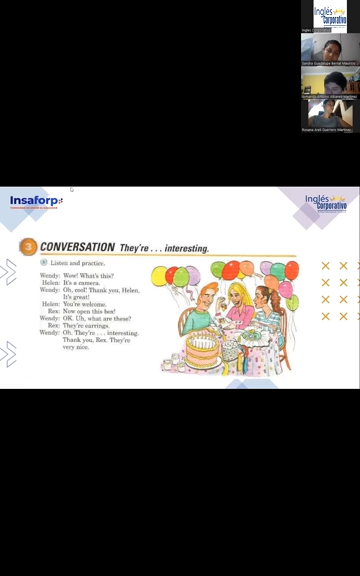 Inglés
Corporativo
Insaforp
Inglés
Corporativo
3 CONVERSATION They're . . . interesting.
Listen and practice.
Wendy: Wow! What's this?
Helen: It's a camera.
Wendy: Oh, cool! Thank you, Helen.
It's great!
Helen: You're welcome.
Rex: Now open this box!
Wendy: OK. Uh, what are these?
Rex: They're earrings.
Wendy: Oh. They're . . . interesting.
Thank you, Rex. They're
very nice.